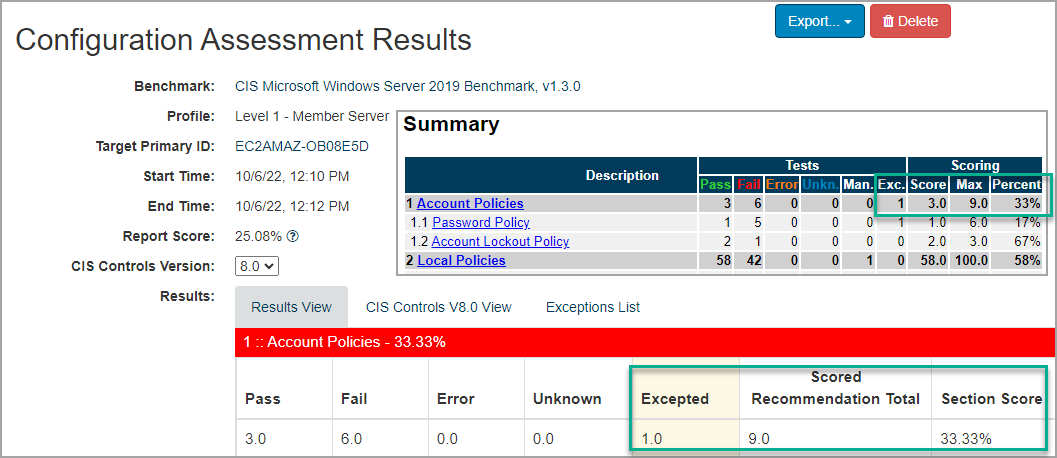 Export... Delete
Configuration Assessment Results
Benchmark: CIS Microsoft Windows Server 2019 Benchmark, v1.3.0
Profile: Level 1 - Member Server
Target Primary ID: EC2AMAZ-OB08E5D
Start Time: 10/6/22, 12:10 PM
End Time: 10/6/22, 12:12 PM
Report Score: 25.08%
CIS Controls Version: 8.0
Summary
Tests Scoring
Description Pass Fail Error Unkn. Man. Exc. Score Max Percent
1 Account Policies 3 6 0 0 0 1 3.0 9.0 33%
1.1 Password Policy 1 5 0 0 0 1 1.0 6.0 17%
1.2 Account Lockout Policy 2 1 0 0 0 0 2.0 3.0 67%
2 Local Policies 58 42 0 0 1 0 58.0 100.0 58%
Results: Results View CIS Controls V8.0 View Exceptions List
1 :: Account Policies - 33.33%
Pass Fail Error Unknown Excepted Scored Recommendation Total Section Score
3.0 6.0 0.0 0.0 1.0 9.0 33.33%